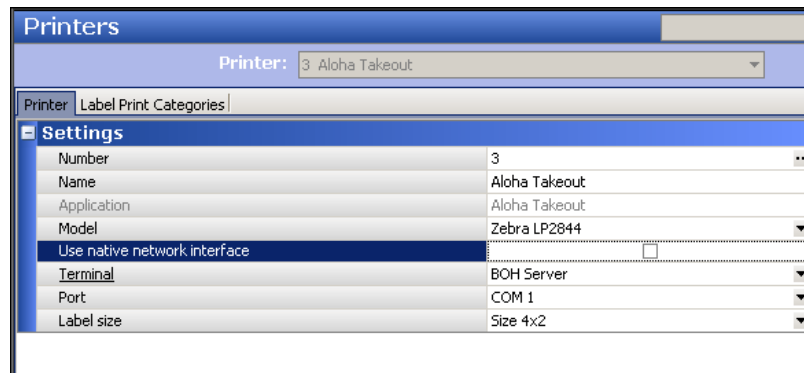 Printers
Printer: 3 Aloha Takeout
Printer Label Print Categories
Settings
Number 3
Name Aloha Takeout
Application Aloha Takeout
Model Zebra LP2844
Use native network interface
Terminal BOH Server
Port COM 1
Label size Size 4x2